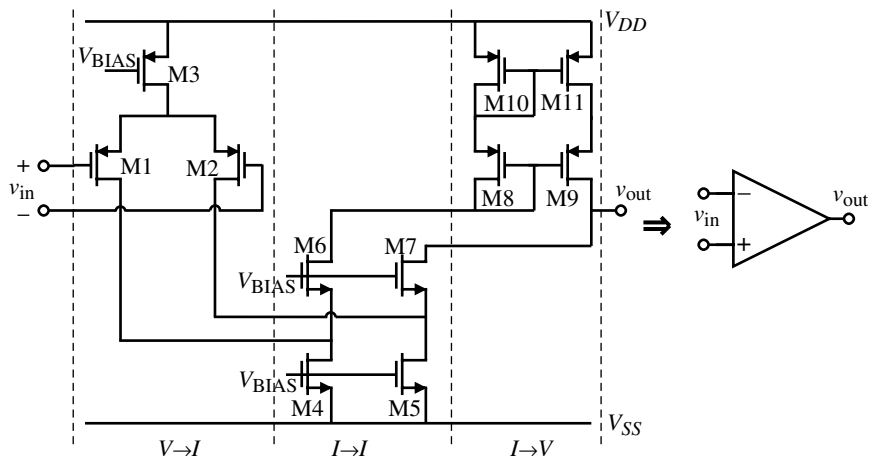 V_DD
V_BIAS
M3
M10
M11
+
M1
M2
v_in
−
M8
M9
v_out
⇒
v_out
v_in
−
+
M6
M7
V_BIAS
V_BIAS
M4
M5
V_SS
V→I
I→I
I→V